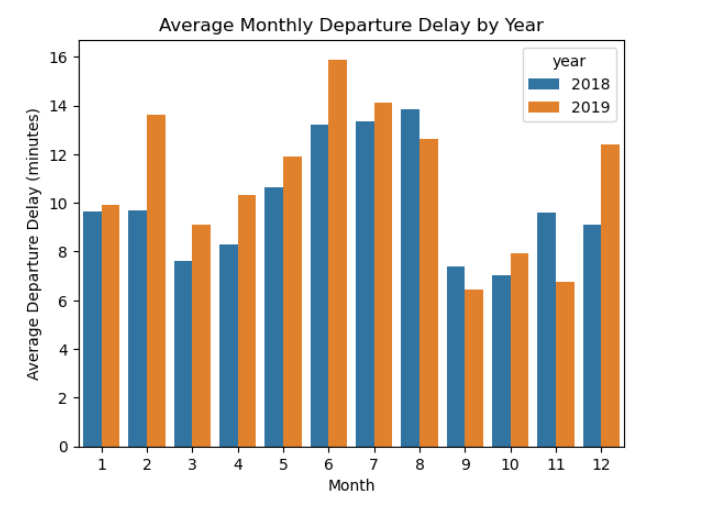 Average Monthly Departure Delay by Year
year
2018
2019
Average Departure Delay (minutes)
16
14
12
10
8
6
4
2
0
1 2 3 4 5 6 7 8 9 10 11 12
Month